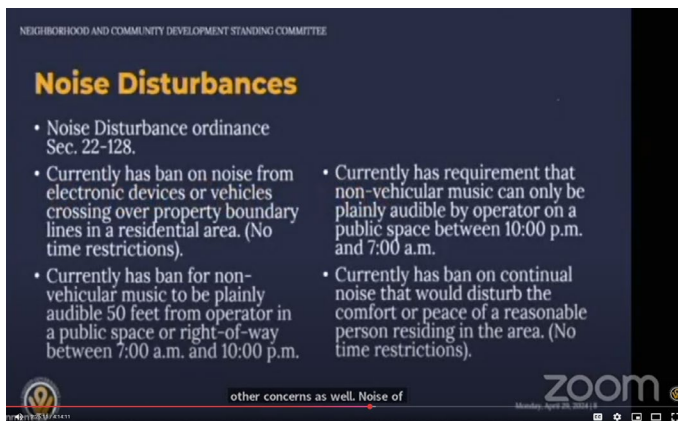 NEIGHBORHOOD AND COMMUNITY DEVELOPMENT STANDING COMMITTEE
Noise Disturbances
• Noise Disturbance ordinance
Sec. 22-128.
• Currently has ban on noise from
electronic devices or vehicles
crossing over property boundary
lines in a residential area. (No
time restrictions).
• Currently has ban for non-
vehicular music to be plainly
audible 50 feet from operator in
a public space or right-of-way
between 7:00 a.m. and 10:00 p.m.
• Currently has requirement that
non-vehicular music can only be
plainly audible by operator on a
public space between 10:00 p.m.
and 7:00 a.m.
• Currently has ban on continual
noise that would disturb the
comfort or peace of a reasonable
person residing in the area. (No
time restrictions).
other concerns as well. Noise of
zoom
Monday, April 29, 2024 | 8